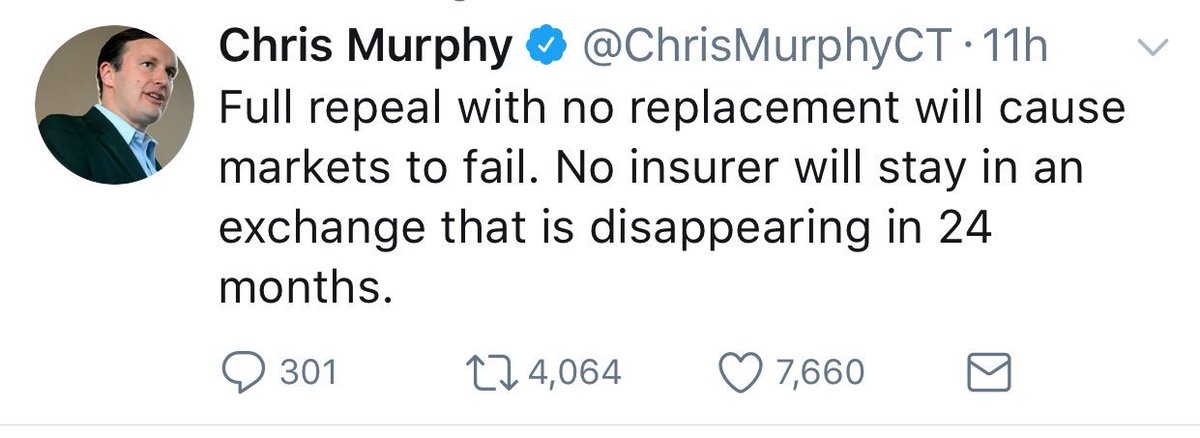 Chris Murphy @ChrisMurphyCT · 11h
Full repeal with no replacement will cause
markets to fail. No insurer will stay in an
exchange that is disappearing in 24
months.
301 4,064 7,660